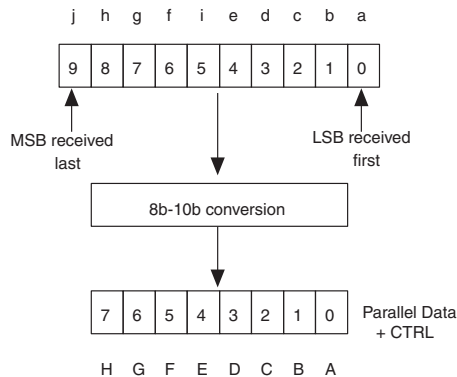 j h g f i e d c b a
9 8 7 6 5 4 3 2 1 0
MSB received
last
LSB received
first
8b-10b conversion
7 6 5 4 3 2 1 0
Parallel Data
+ CTRL
H G F E D C B A